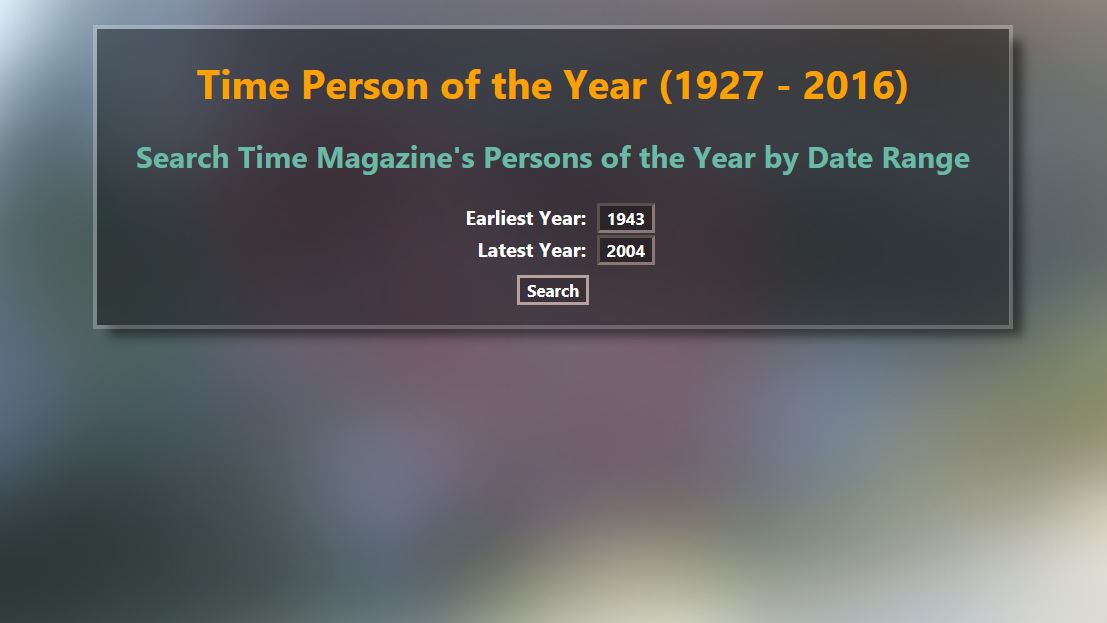 Time Person of the Year (1927 - 2016)
Search Time Magazine's Persons of the Year by Date Range
Earliest Year: 1943
Latest Year: 2004
Search